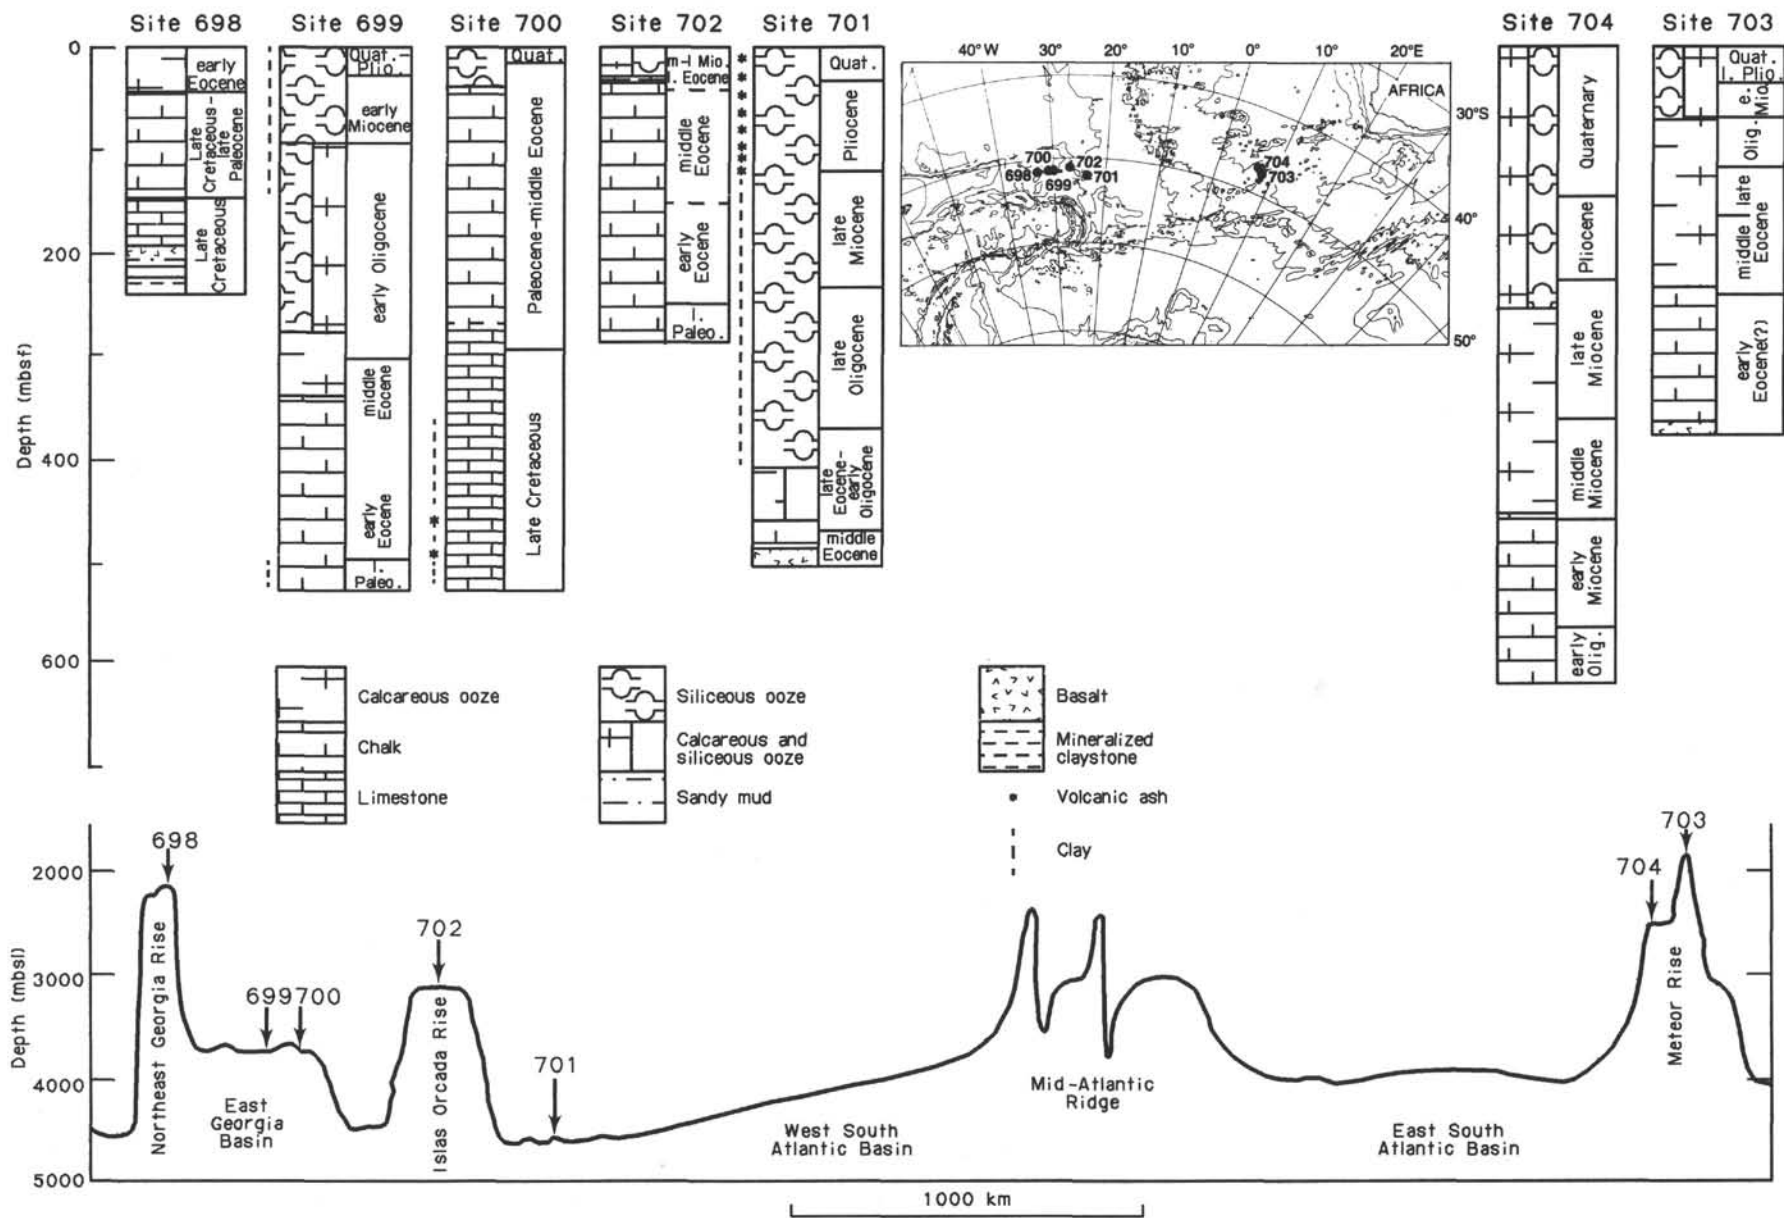 Site 698
Site 699
Site 700
Site 702
Site 701
Site 704
Site 703
Depth (mbsf)
0
200
400
600
early
Eocene
Late
Cretaceous-
late
Paleocene
Late
Cretaceous
Quat.
Plio.
early
Miocene
early Oligocene
middle
Eocene
early
Eocene
l.
Paleo.
Quat.
Paleocene-middle Eocene
Late Cretaceous
m-l Mio.
l. Eocene
middle
Eocene
early
Eocene
l.
Paleo.
Quat.
Pliocene
late
Miocene
late
Oligocene
late
Eocene-
early
Oligocene
middle
Eocene
40°W
30°
20°
10°
0°
10°
20°E
AFRICA
30°S
40°
50°
700
702
698
699
701
704
703
Quaternary
Pliocene
late
Miocene
middle
Miocene
early
Miocene
early
Olig.
Quat.
l. Plio.
e.
Mio.
Olig.
late
middle
Eocene
early
Eocene(?)
Calcareous ooze
Chalk
Limestone
Siliceous ooze
Calcareous and
siliceous ooze
Sandy mud
Basalt
Mineralized
claystone
Volcanic ash
Clay
Depth (mbsl)
2000
3000
4000
5000
698
699
700
702
701
704
703
Northeast Georgia Rise
East
Georgia
Basin
Islas Orcada Rise
West South
Atlantic Basin
Mid-Atlantic
Ridge
East South
Atlantic Basin
Meteor Rise
1000 km